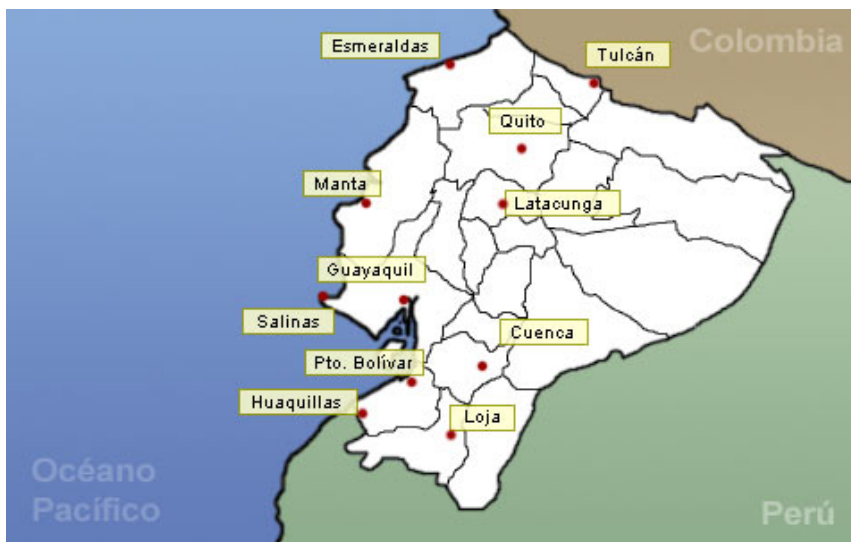 Esmeraldas
Colombia
Tulcán
Quito
Manta
Latacunga
Guayaquil
Salinas
Cuenca
Pto. Bolívar
Huaquillas
Loja
Océano
Pacífico
Perú